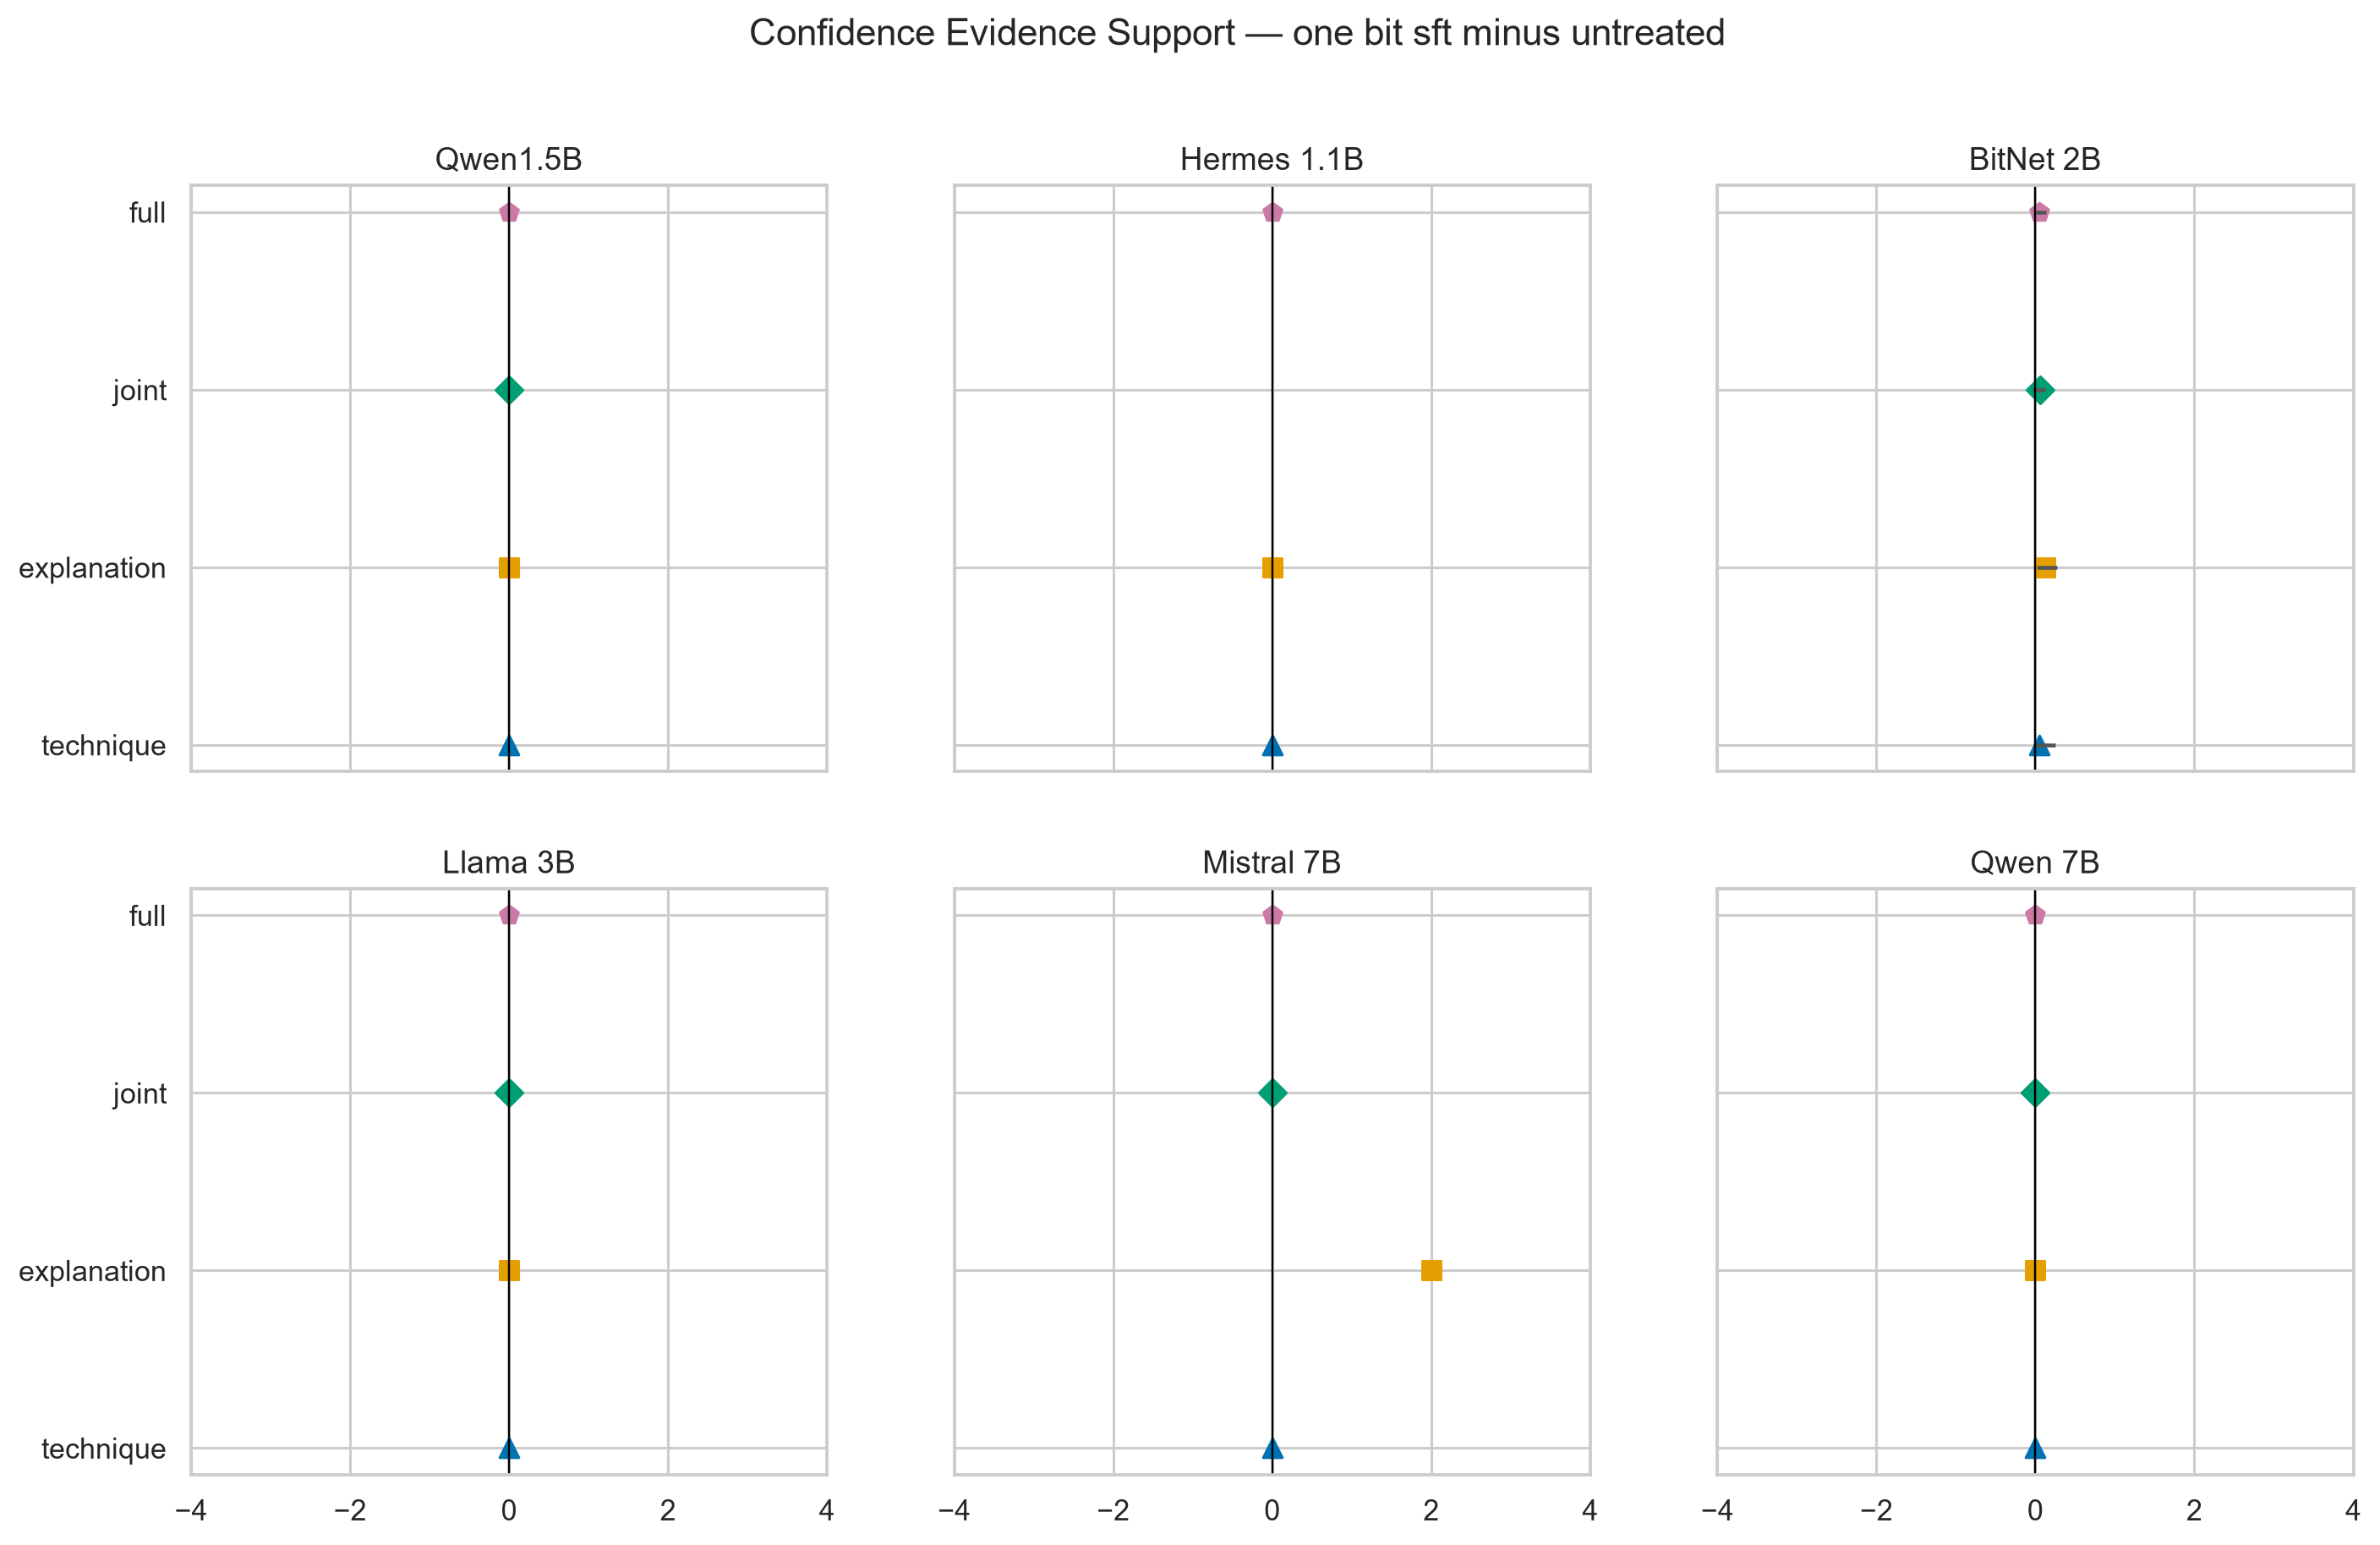 Confidence Evidence Support — one bit sft minus untreated
Qwen1.5B
Hermes 1.1B
BitNet 2B
full
joint
explanation
technique
Llama 3B
Mistral 7B
Qwen 7B
full
joint
explanation
technique
−4 −2 0 2 4
−4 −2 0 2 4
−4 −2 0 2 4